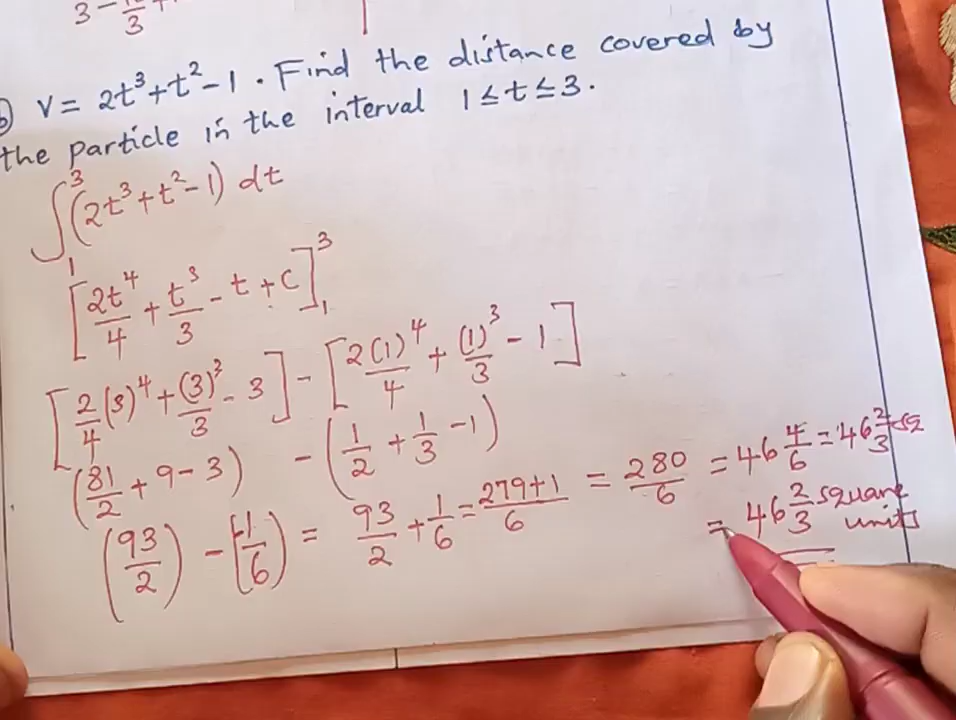 b) V = 2t³ + t² - 1 . Find the distance covered by
the particle in the interval 1 ≤ t ≤ 3.
∫₁³ (2t³ + t² - 1) dt
[2t⁴/4 + t³/3 - t + C]₁³
[2/4 (3)⁴ + (3)³/3 - 3] - [2(1)⁴/4 + (1)³/3 - 1]
(81/2 + 9 - 3) - (1/2 + 1/3 - 1)
(93/2) - (-1/6) = 93/2 + 1/6 = 279+1/6 = 280/6 = 46 4/6 = 46 2/3
= 46 2/3 square units